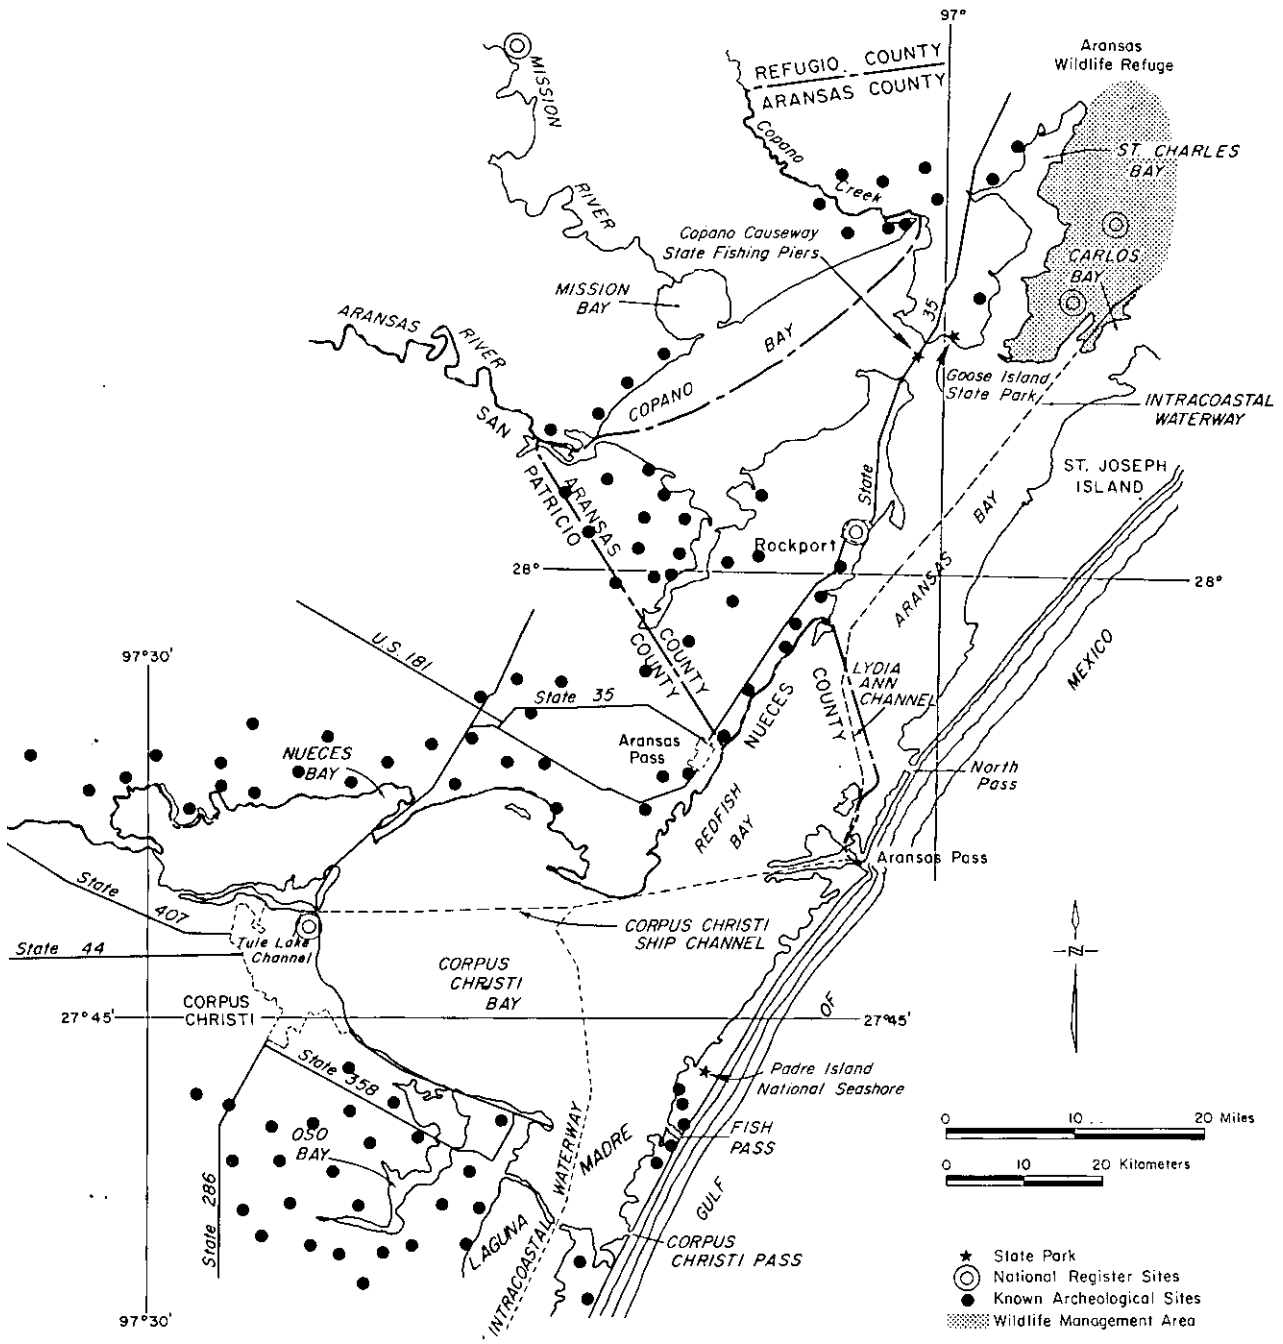 97°
Aransas
Wildlife Refuge
MISSION
REFUGIO COUNTY
ARANSAS COUNTY
Copano
Creek
ST. CHARLES
BAY
RIVER
Copano Causeway
State Fishing Piers
CARLOS
BAY
MISSION
BAY
35
ARANSAS
RIVER
BAY
COPANO
Goose Island
State Park
INTRACOASTAL
WATERWAY
SAN
PATRICIO
ARANSAS
State
ST. JOSEPH
ISLAND
BAY
Rockport
28°
ARANSAS
28°
97°30'
U.S. 181
COUNTY
COUNTY
State 35
MEXICO
LYDIA
ANN
CHANNEL
COUNTY
NUECES
Aransas
Pass
NUECES
BAY
North
Pass
REDFISH
BAY
Aransas Pass
State
407
State 44
Tule Lake
Channel
CORPUS CHRISTI
SHIP CHANNEL
CORPUS
CHRISTI
BAY
N
CORPUS
CHRISTI
27°45'
27°45'
OF
State 358
Padre Island
National Seashore
OSO
BAY
FISH
PASS
MADRE
WATERWAY
0 10 20 Miles
0 10 20 Kilometers
State 286
GULF
LAGUNA
INTRACOASTAL
CORPUS
CHRISTI PASS
State Park
National Register Sites
Known Archeological Sites
Wildlife Management Area
97°30'